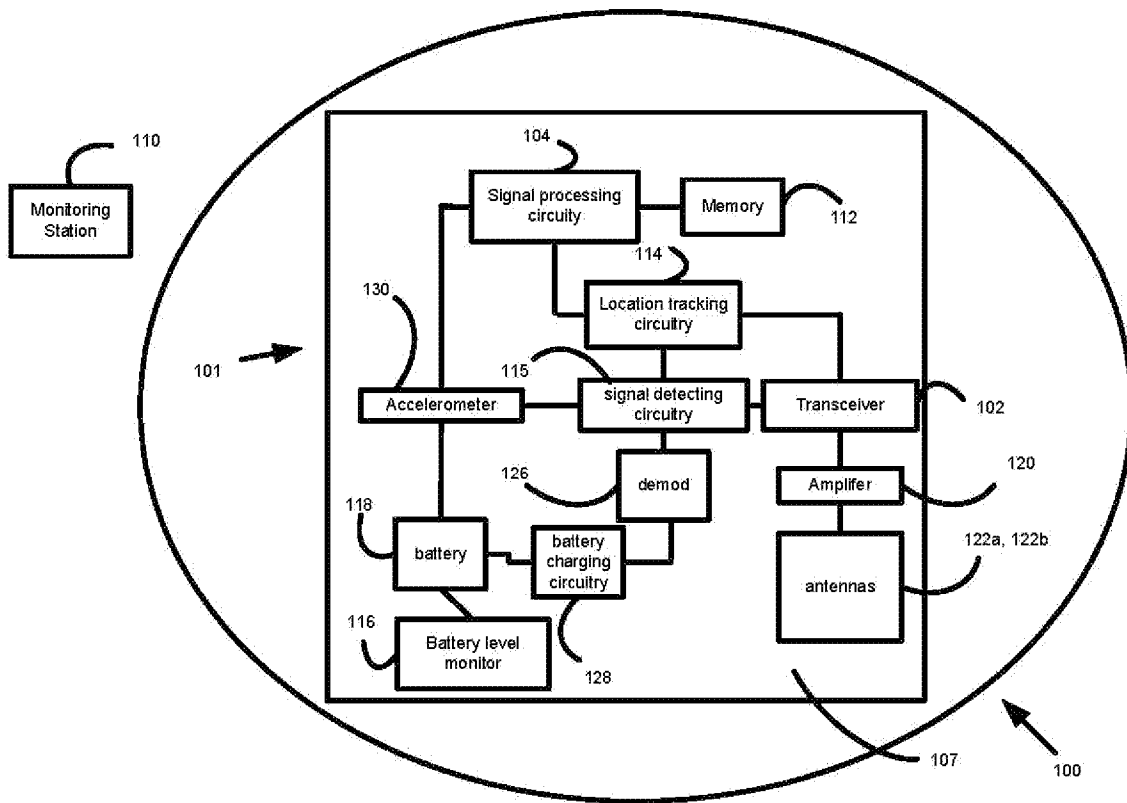 110
Monitoring
Station
104
Signal processing
circuity
Memory
112
114
Location tracking
circuitry
130
101
115
Accelerometer
signal detecting
circuitry
Transceiver
102
126
demod
Amplifer
120
118
battery
battery
charging
circuitry
122a, 122b
antennas
116
Battery level
monitor
128
107
100